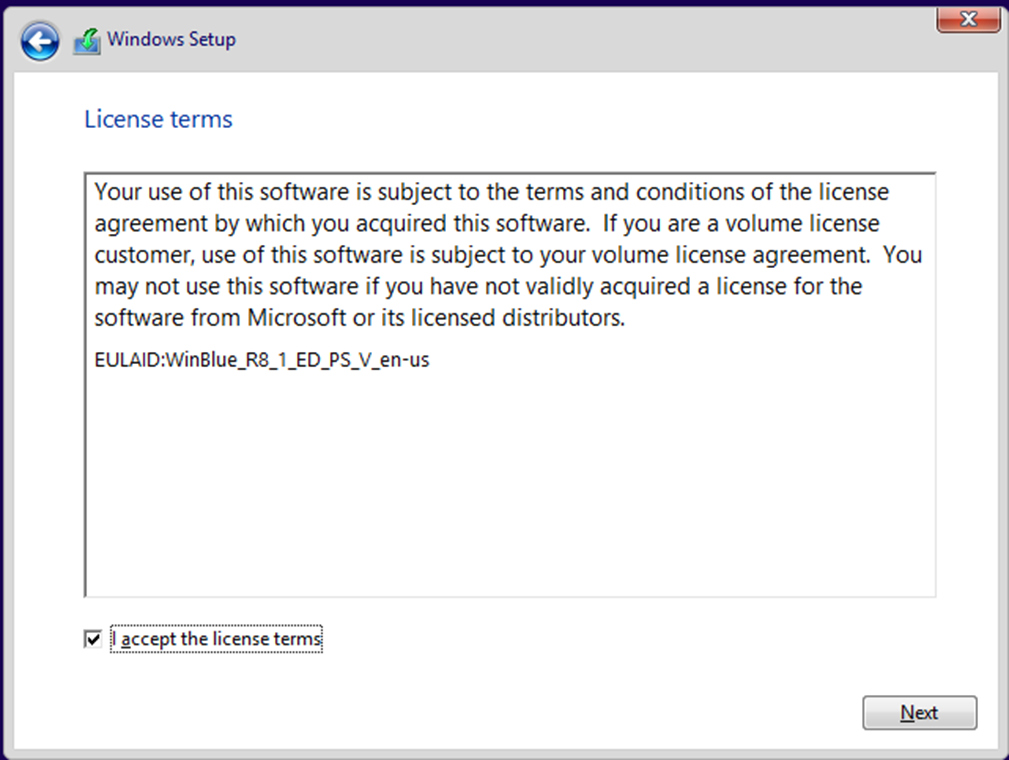 Windows Setup
License terms
Your use of this software is subject to the terms and conditions of the license
agreement by which you acquired this software.  If you are a volume license
customer, use of this software is subject to your volume license agreement.  You
may not use this software if you have not validly acquired a license for the
software from Microsoft or its licensed distributors.
EULAID:WinBlue_R8_1_ED_PS_V_en-us
I accept the license terms
Next